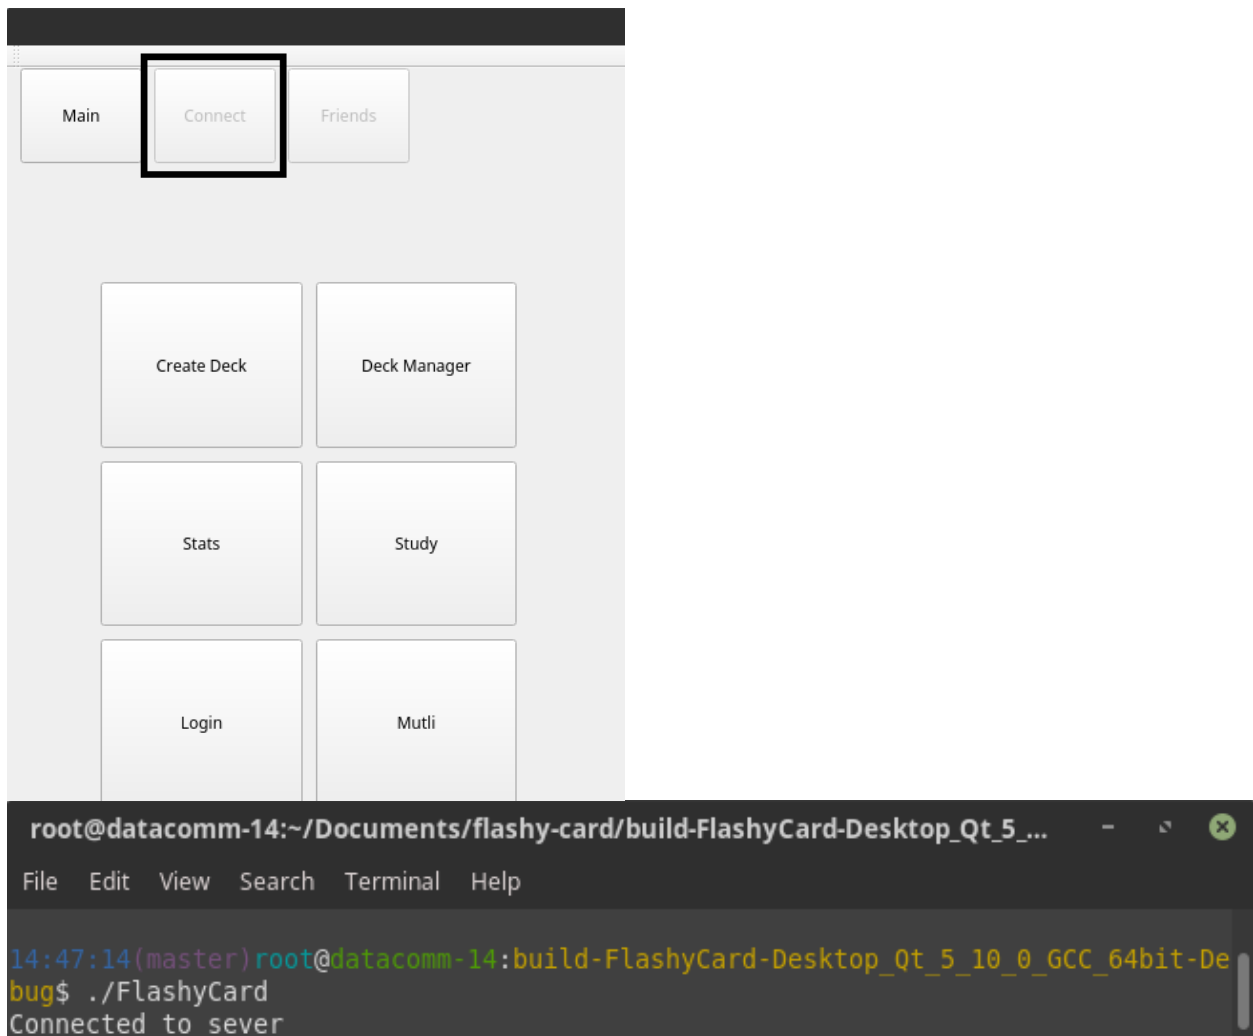 Main Connect Friends
Create Deck Deck Manager
Stats Study
Login Mutli
root@datacomm-14:~/Documents/flashy-card/build-FlashyCard-Desktop_Qt_5_...
File Edit View Search Terminal Help
14:47:14(master)root@datacomm-14:build-FlashyCard-Desktop_Qt_5_10_0_GCC_64bit-De
bug$ ./FlashyCard
Connected to sever